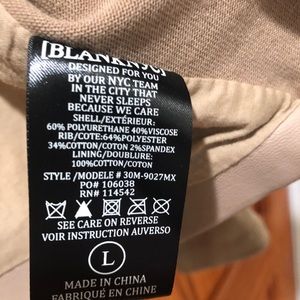 [BLANKNYC]
DESIGNED FOR YOU
BY OUR NYC TEAM
IN THE CITY THAT
NEVER SLEEPS
BECAUSE WE CARE
SHELL/EXTÉRIEUR:
60% POLYURETHANE 40%VISCOSE
RIB/COTE:64%POLYESTER
34%COTTON/COTON 2%SPANDEX
LINING/DOUBLURE:
100%COTTON/COTON
STYLE /MODELE # 30M-9027MX
PO# 106038
RN# 114542
SEE CARE ON REVERSE
VOIR INSTRUCTION AUVERSO
L
MADE IN CHINA
FABRIQUÉ EN CHINE